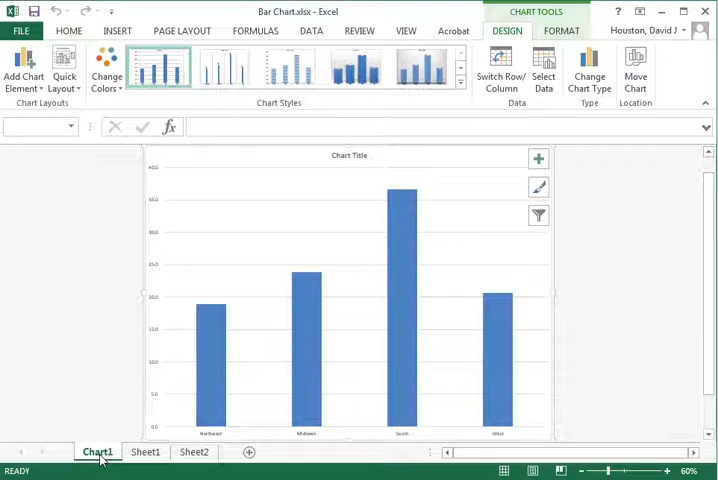 Bar Chart.xlsx - Excel
CHART TOOLS
FILE HOME INSERT PAGE LAYOUT FORMULAS DATA REVIEW VIEW Acrobat DESIGN FORMAT Houston, David J
Add Chart Element
Quick Layout
Change Colors
Switch Row/ Column
Select Data
Change Chart Type
Move Chart
Chart Layouts Chart Styles Data Type Location
fx
Chart Title
40.0
35.0
30.0
25.0
20.0
15.0
10.0
5.0
0.0
Northeast Midwest South West
Chart1 Sheet1 Sheet2
READY 60%